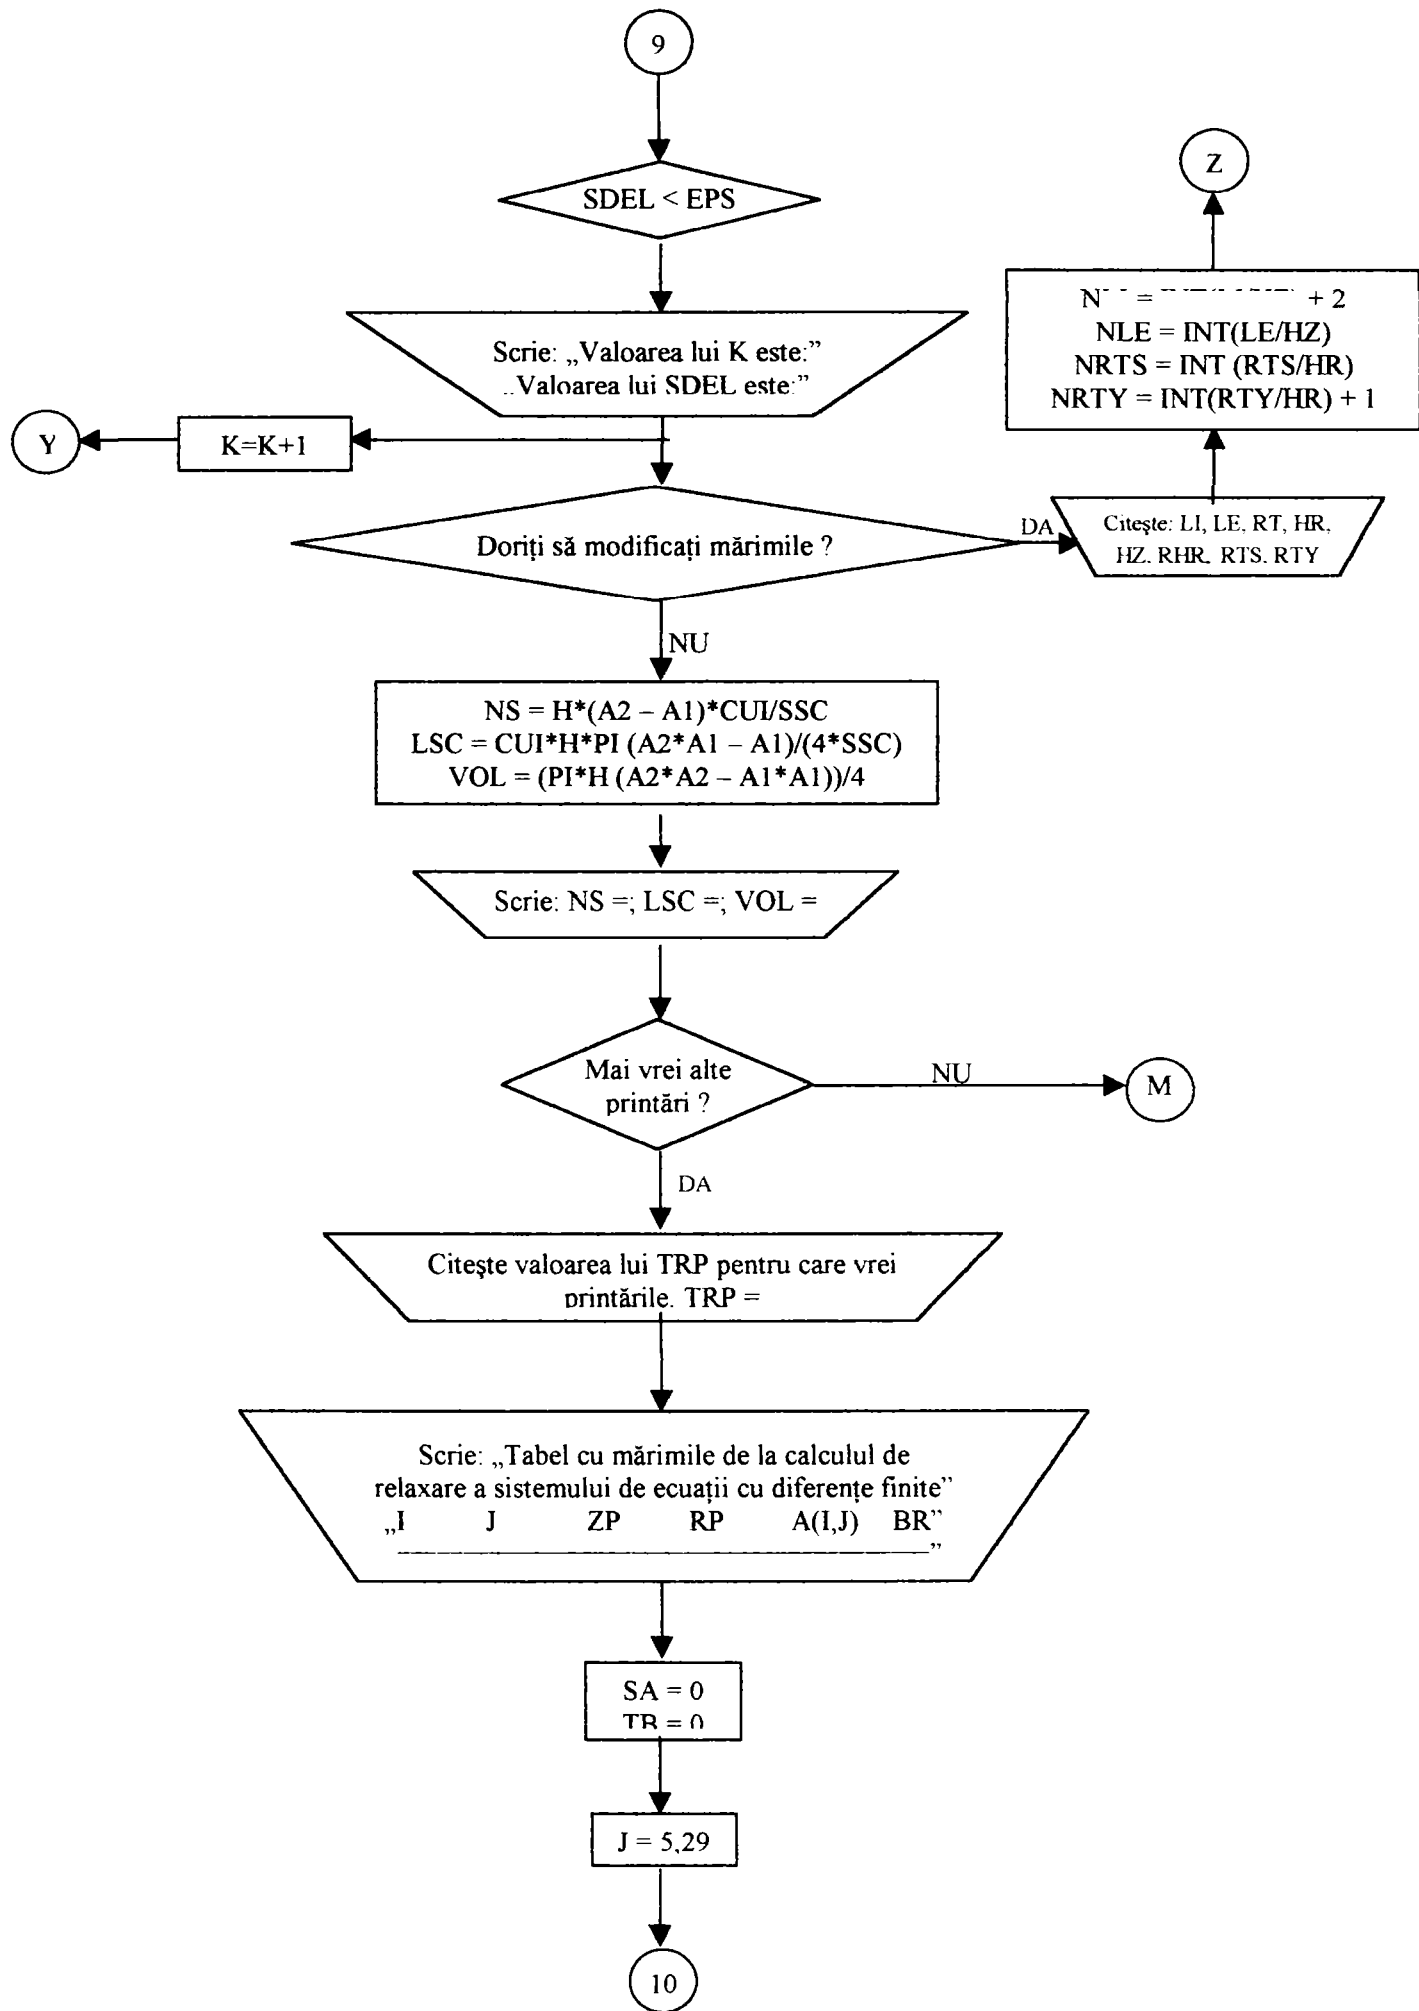 9
SDEL < EPS
Scrie: „Valoarea lui K este:”
„Valoarea lui SDEL este:”
Y
K=K+1
Z
N = + 2
NLE = INT(LE/HZ)
NRTS = INT (RTS/HR)
NRTY = INT(RTY/HR) + 1
Doriţi să modificaţi mărimile ?
DA
Citeşte: LI, LE, RT, HR,
HZ, RHR, RTS, RTY
NU
NS = H*(A2 – A1)*CUI/SSC
LSC = CUI*H*PI (A2*A1 – A1)/(4*SSC)
VOL = (PI*H (A2*A2 – A1*A1))/4
Scrie: NS =; LSC =; VOL =
Mai vrei alte
printări ?
NU
M
DA
Citeşte valoarea lui TRP pentru care vrei
printările. TRP =
Scrie: „Tabel cu mărimile de la calculul de
relaxare a sistemului de ecuaţii cu diferenţe finite”
„I J ZP RP A(I,J) BR”
”
SA = 0
TB = 0
J = 5,29
10